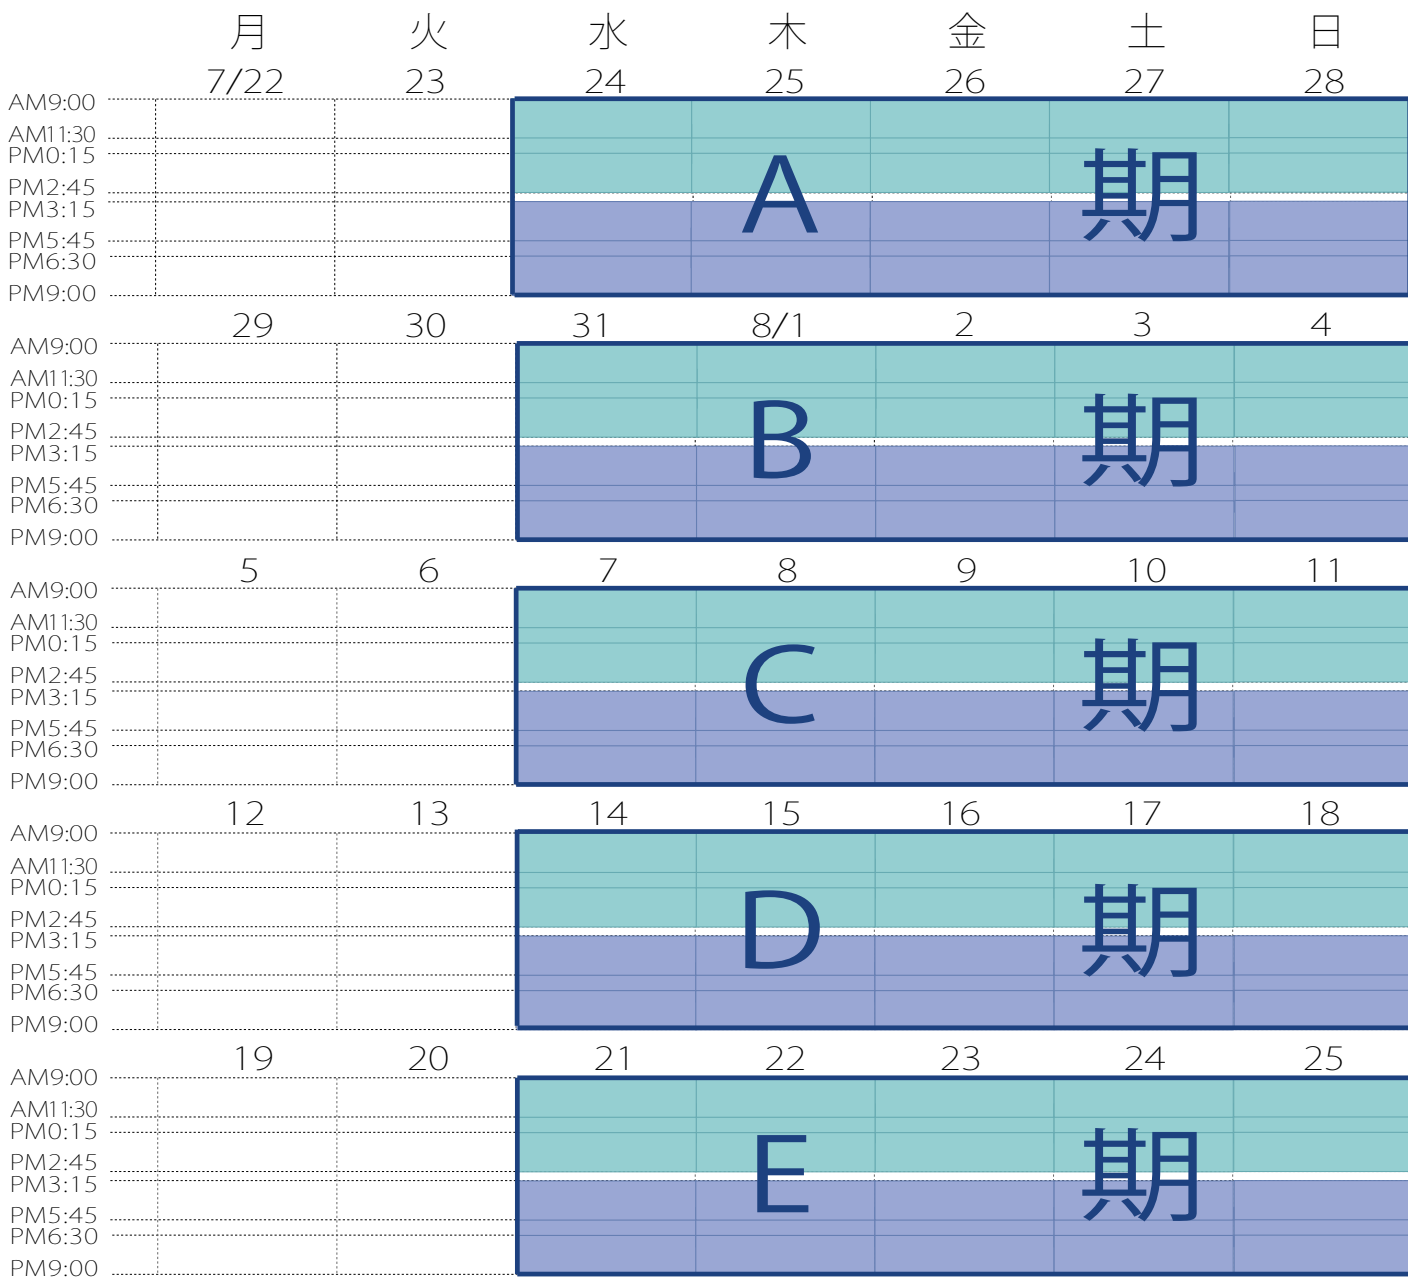 月 火 水 木 金 土 日
7/22 23 24 25 26 27 28
AM9:00
AM11:30
PM0:15
PM2:45
PM3:15
PM5:45
PM6:30
PM9:00
A 期
29 30 31 8/1 2 3 4
AM9:00
AM11:30
PM0:15
PM2:45
PM3:15
PM5:45
PM6:30
PM9:00
B 期
5 6 7 8 9 10 11
AM9:00
AM11:30
PM0:15
PM2:45
PM3:15
PM5:45
PM6:30
PM9:00
C 期
12 13 14 15 16 17 18
AM9:00
AM11:30
PM0:15
PM2:45
PM3:15
PM5:45
PM6:30
PM9:00
D 期
19 20 21 22 23 24 25
AM9:00
AM11:30
PM0:15
PM2:45
PM3:15
PM5:45
PM6:30
PM9:00
E 期